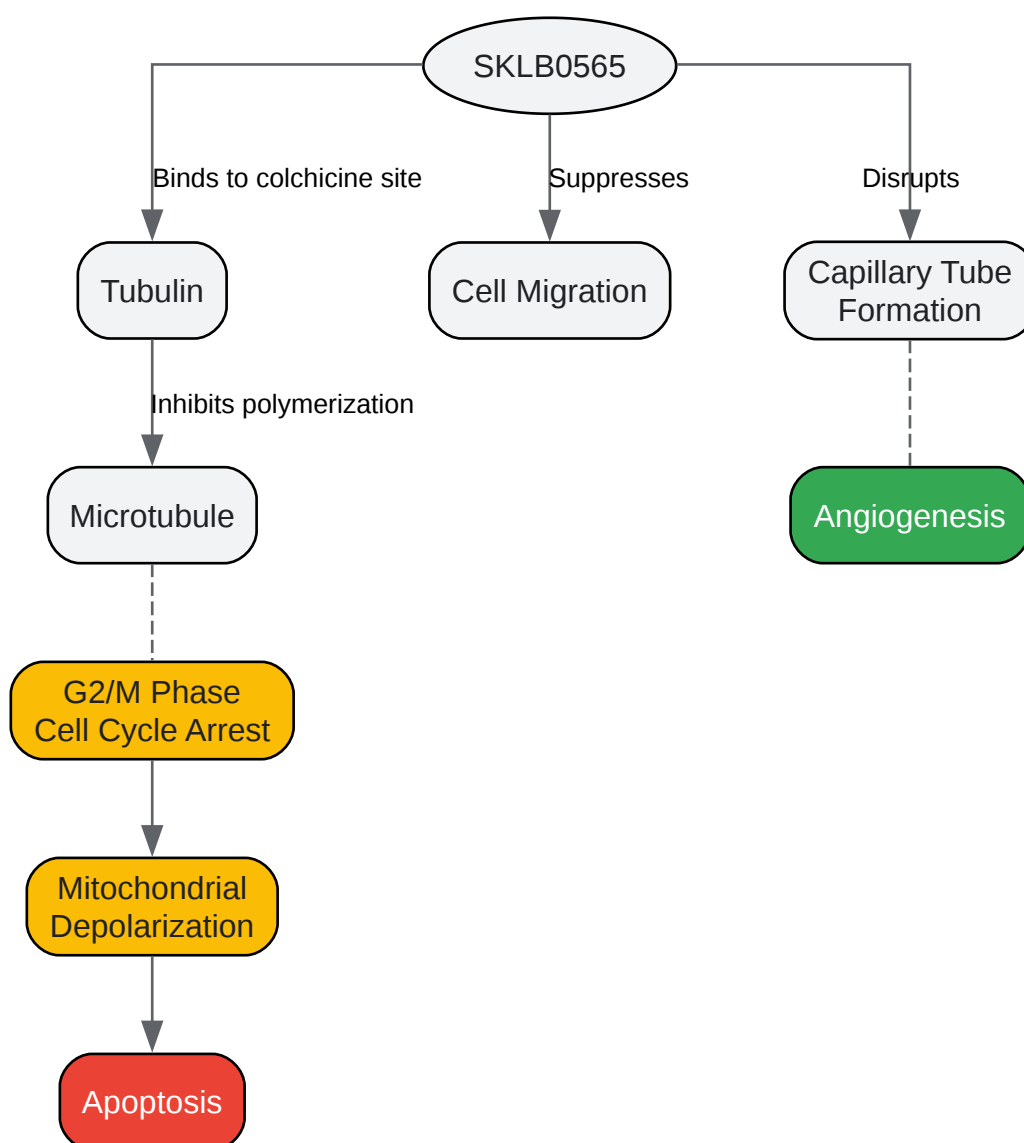 SKLB0565
Binds to colchicine site
Suppresses
Disrupts
Tubulin
Cell Migration
Capillary Tube
Formation
Inhibits polymerization
Microtubule
Angiogenesis
G2/M Phase
Cell Cycle Arrest
Mitochondrial
Depolarization
Apoptosis